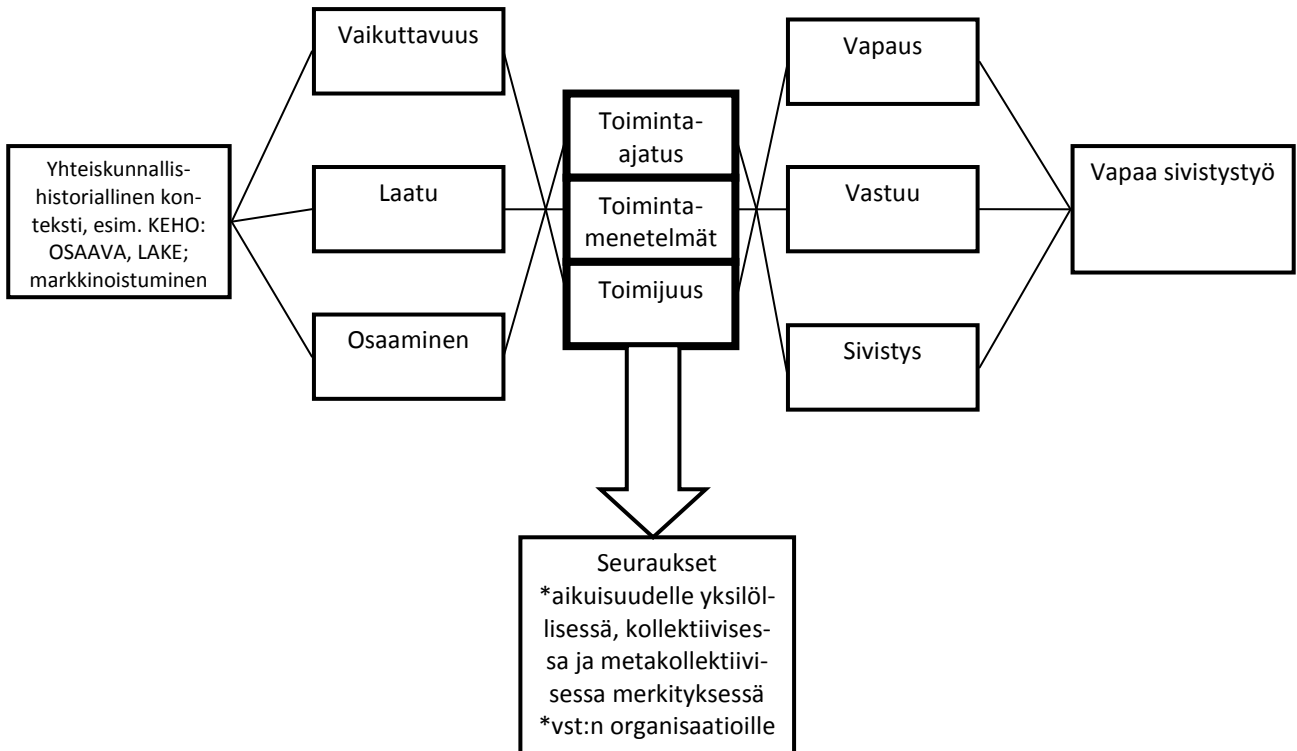 Yhteiskunnallis-
historiallinen kon-
teksti, esim. KEHO:
OSAAVA, LAKE;
markkinoistuminen
Vaikuttavuus
Laatu
Osaaminen
Toiminta-
ajatus
Toiminta-
menetelmät
Toimijuus
Vapaus
Vastuu
Sivistys
Vapaa sivistystyö
Seuraukset
*aikuisuudelle yksilöl-
lisessä, kollektiivises-
sa ja metakollektiivi-
sessa merkityksessä
*vst:n organisaatioille